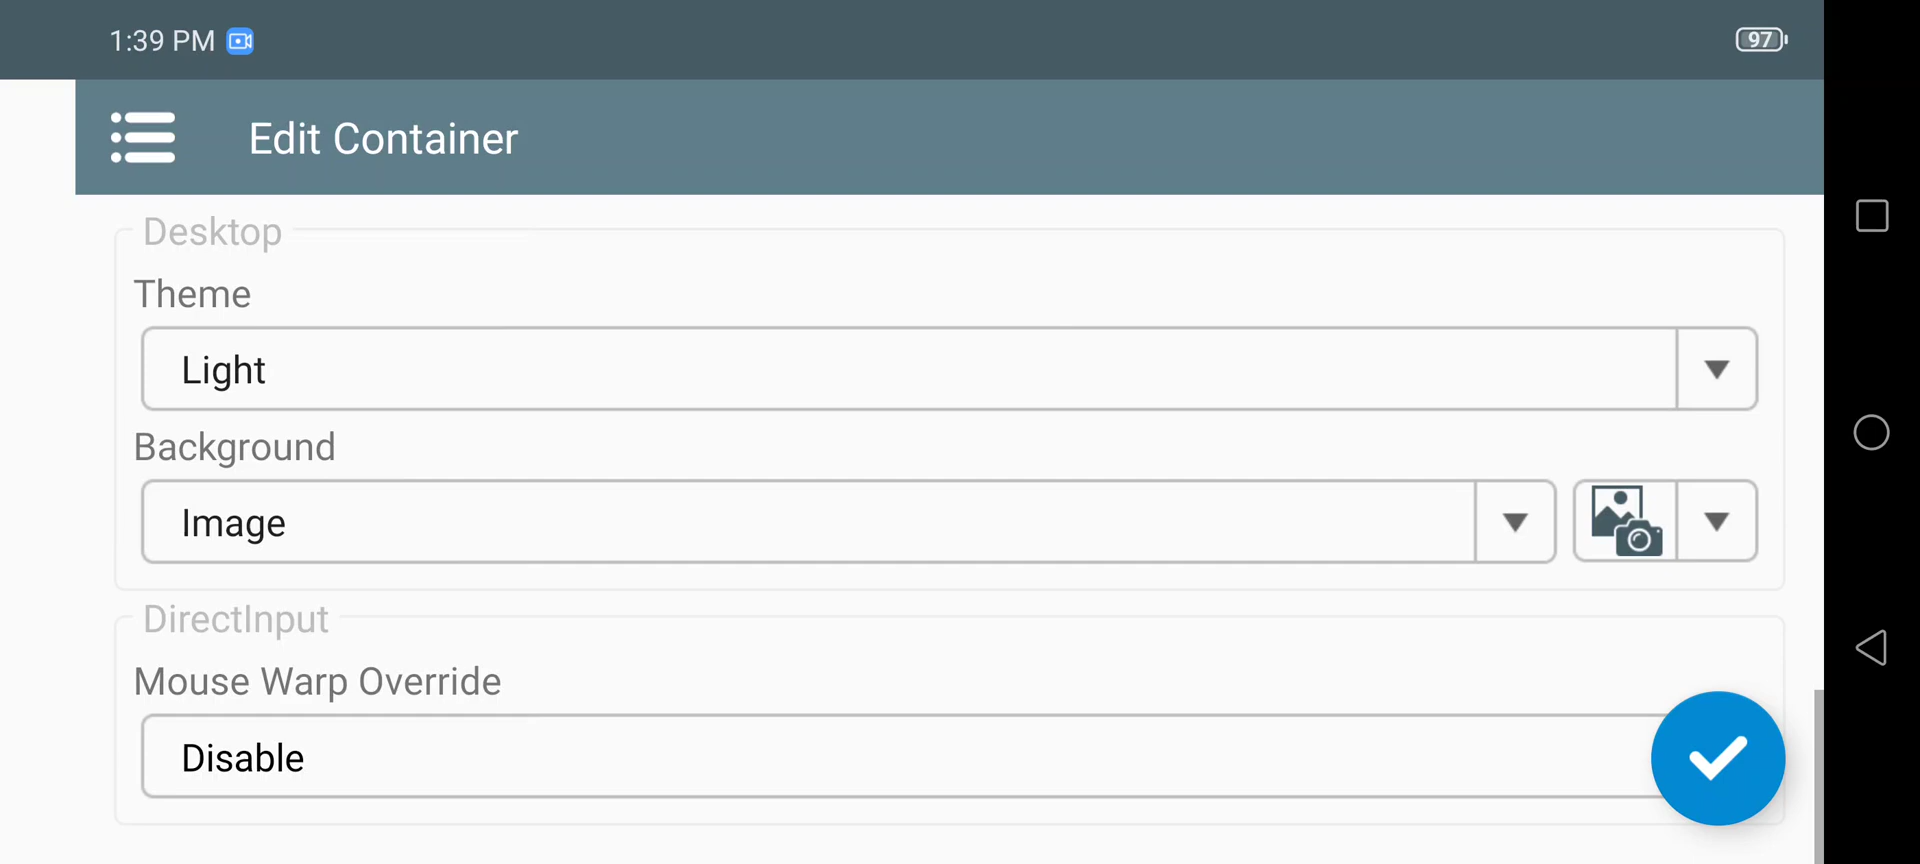 1:39 PM
97
Edit Container
Desktop
Theme
Light
Background
Image
DirectInput
Mouse Warp Override
Disable